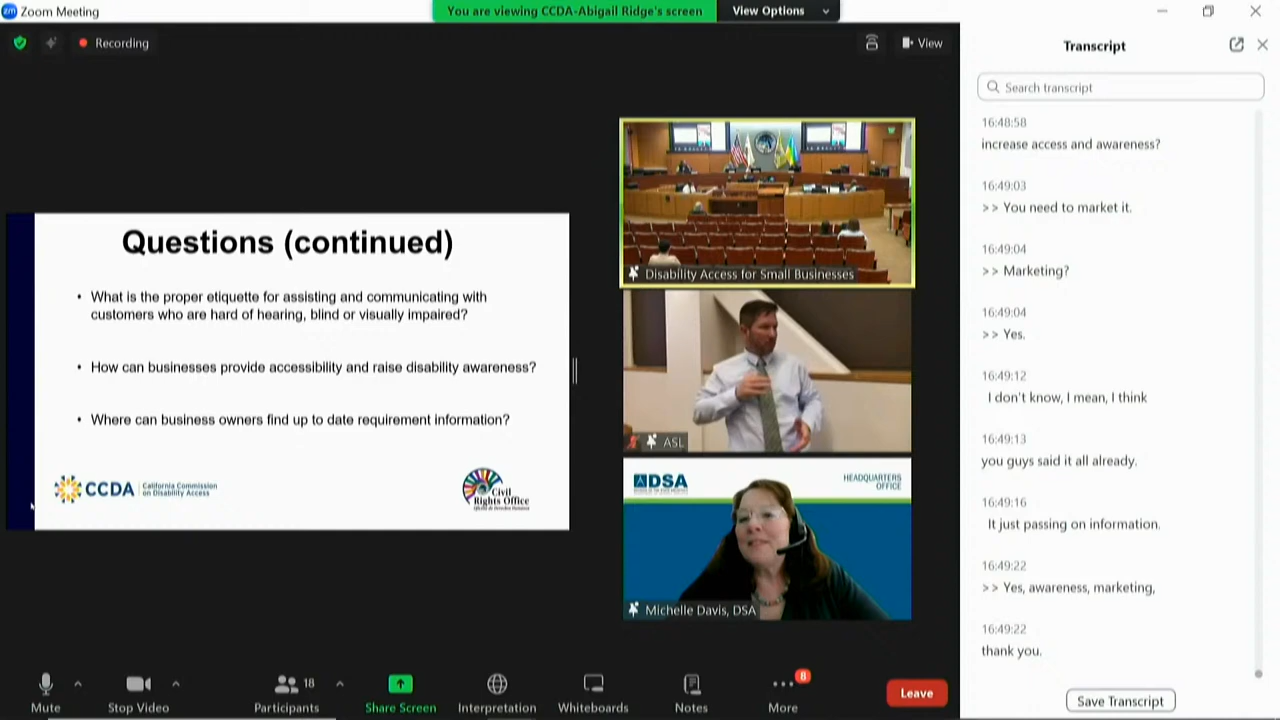 zm Zoom Meeting
You are viewing CCDA-Abigail Ridge's screen
View Options
Recording
View
Questions (continued)
• What is the proper etiquette for assisting and communicating with
customers who are hard of hearing, blind or visually impaired?
• How can businesses provide accessibility and raise disability awareness?
• Where can business owners find up to date requirement information?
CCDA
California Commission
on Disability Access
Civil
Rights Office
Disability Access for Small Businesses
ASL
DSA
HEADQUARTERS
OFFICE
Michelle Davis, DSA
Transcript
Search transcript
16:48:58
increase access and awareness?
16:49:03
>> You need to market it.
16:49:04
>> Marketing?
16:49:04
>> Yes.
16:49:12
I don't know, I mean, I think
16:49:13
you guys said it all already.
16:49:16
It just passing on information.
16:49:22
>> Yes, awareness, marketing,
16:49:22
thank you.
Save Transcript
Mute
Stop Video
18
Participants
Share Screen
Interpretation
Whiteboards
Notes
8
More
Leave